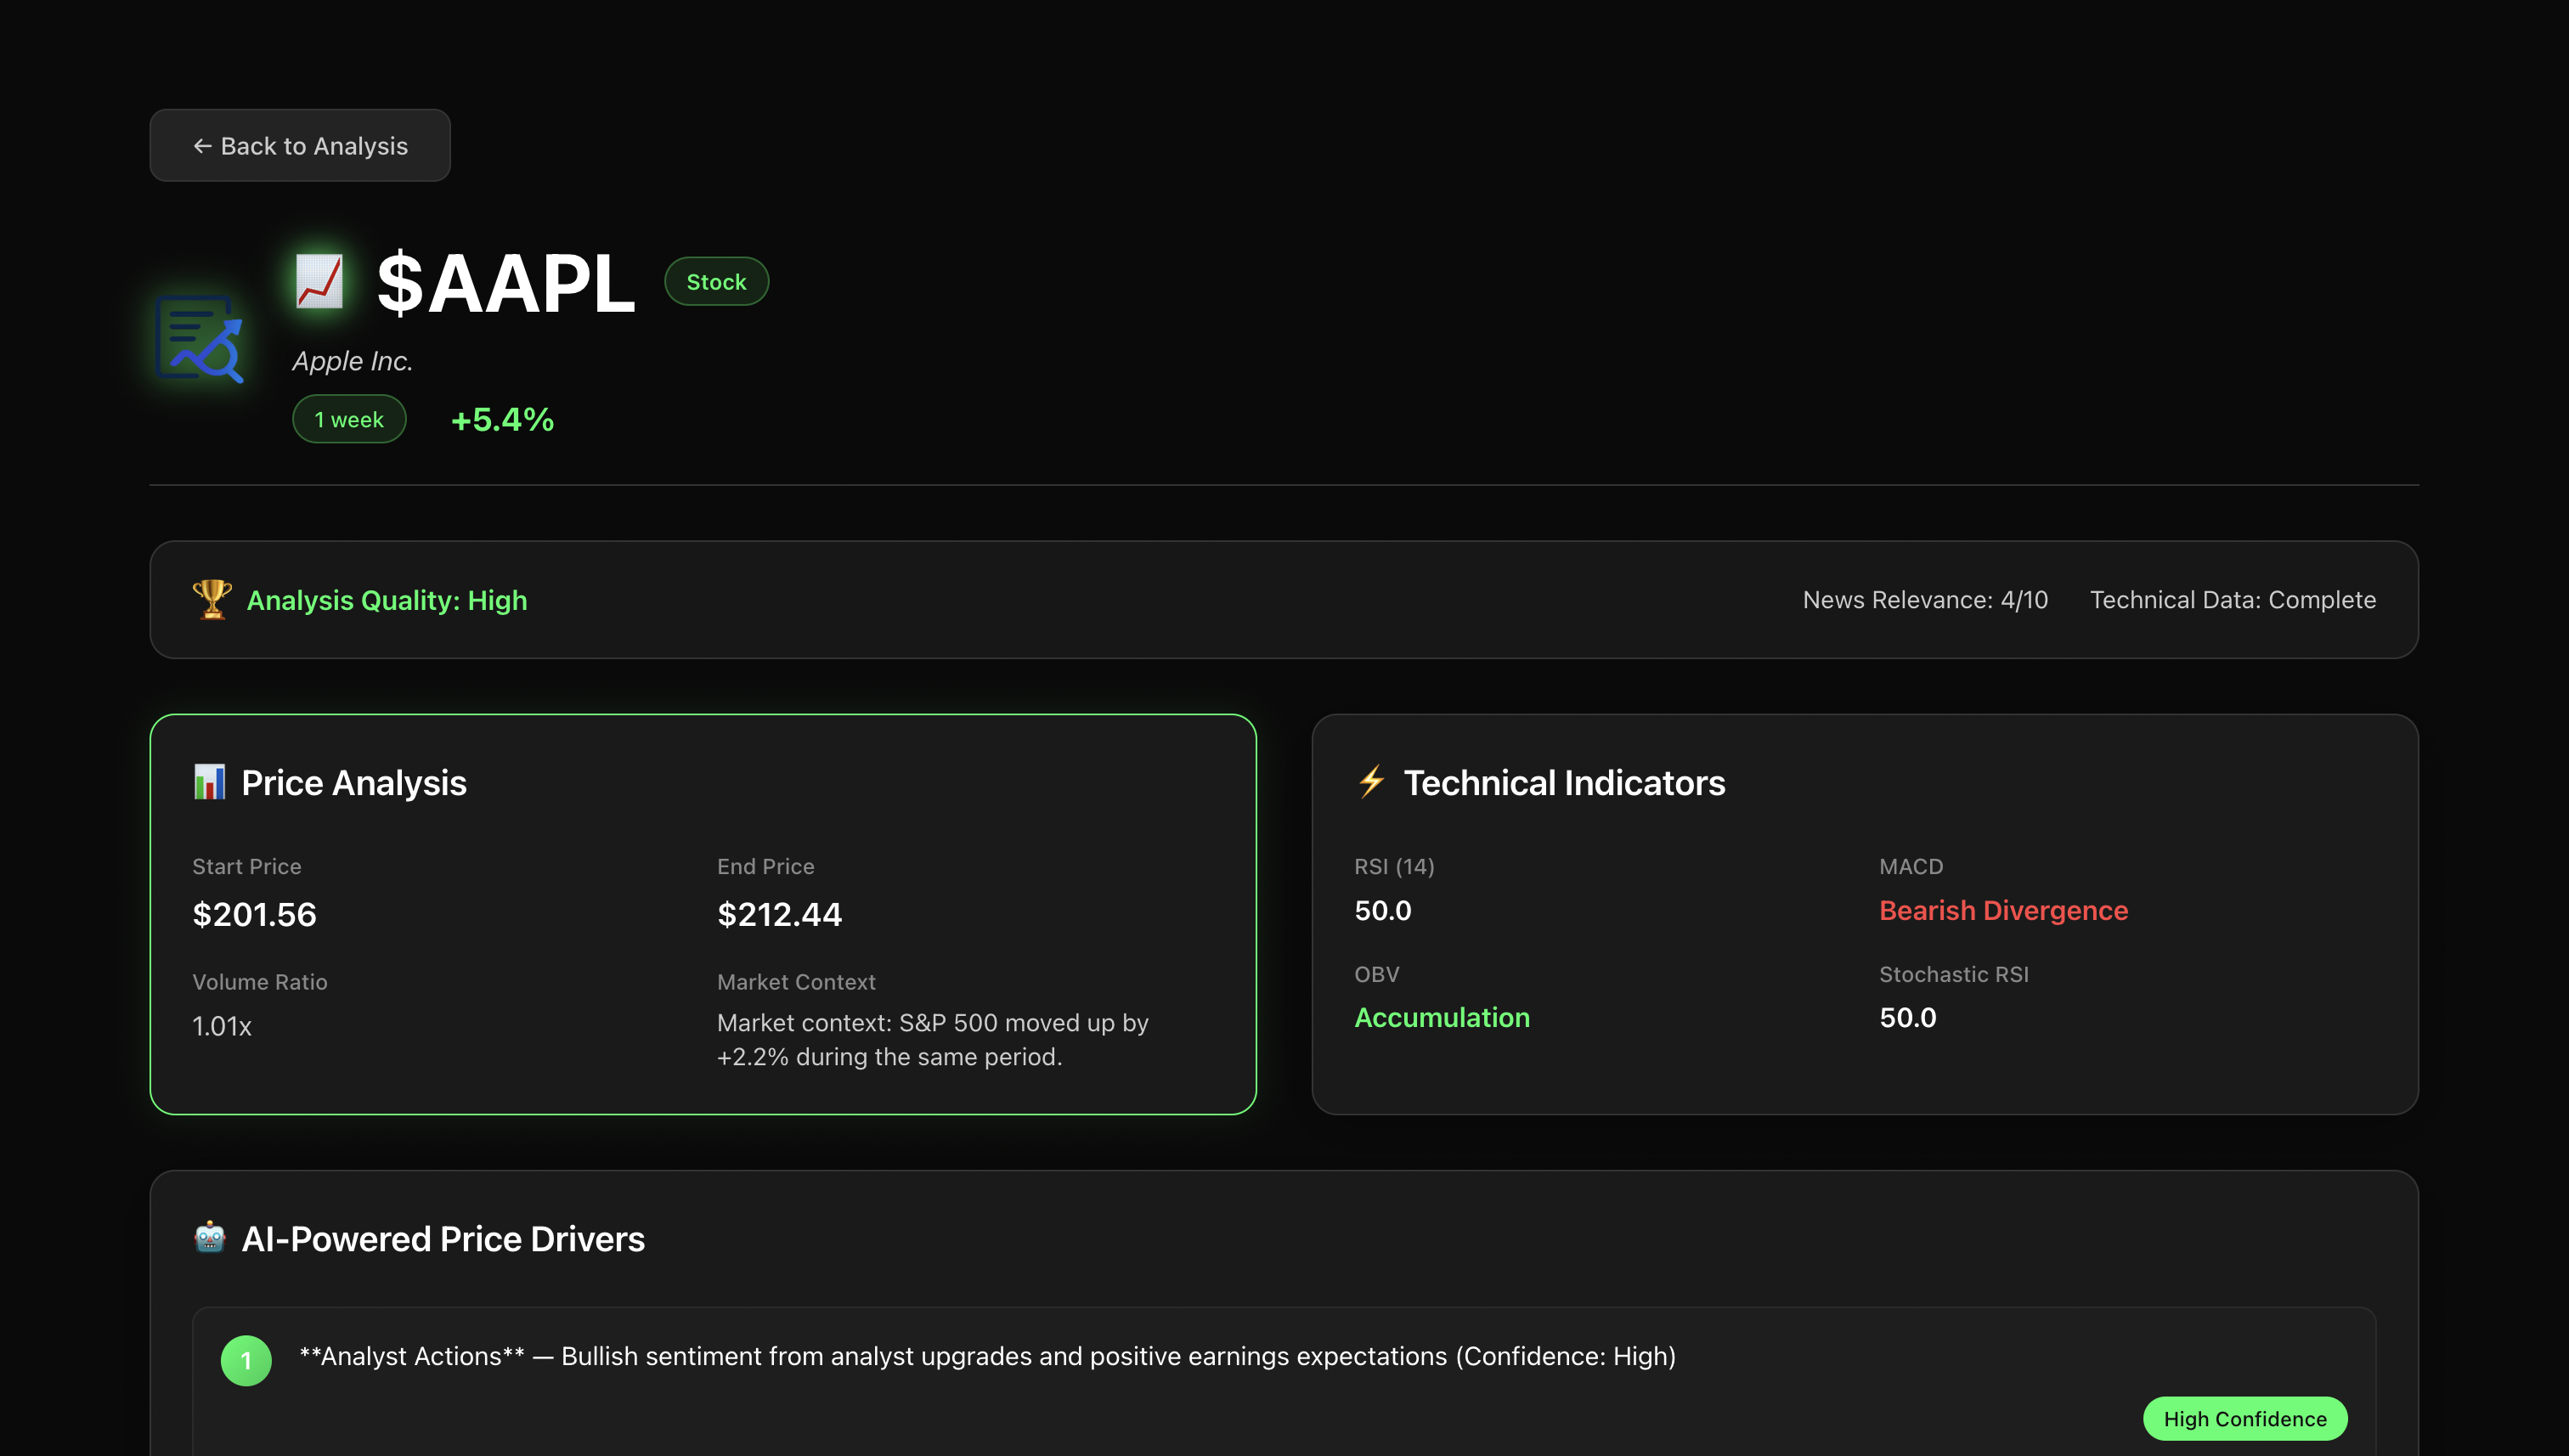 ← Back to Analysis
$AAPL
Stock
Apple Inc.
1 week
+5.4%
Analysis Quality: High
News Relevance: 4/10
Technical Data: Complete
Price Analysis
Start Price
$201.56
End Price
$212.44
Volume Ratio
1.01x
Market Context
Market context: S&P 500 moved up by
+2.2% during the same period.
Technical Indicators
RSI (14)
50.0
MACD
Bearish Divergence
OBV
Accumulation
Stochastic RSI
50.0
AI-Powered Price Drivers
1
**Analyst Actions** — Bullish sentiment from analyst upgrades and positive earnings expectations (Confidence: High)
High Confidence